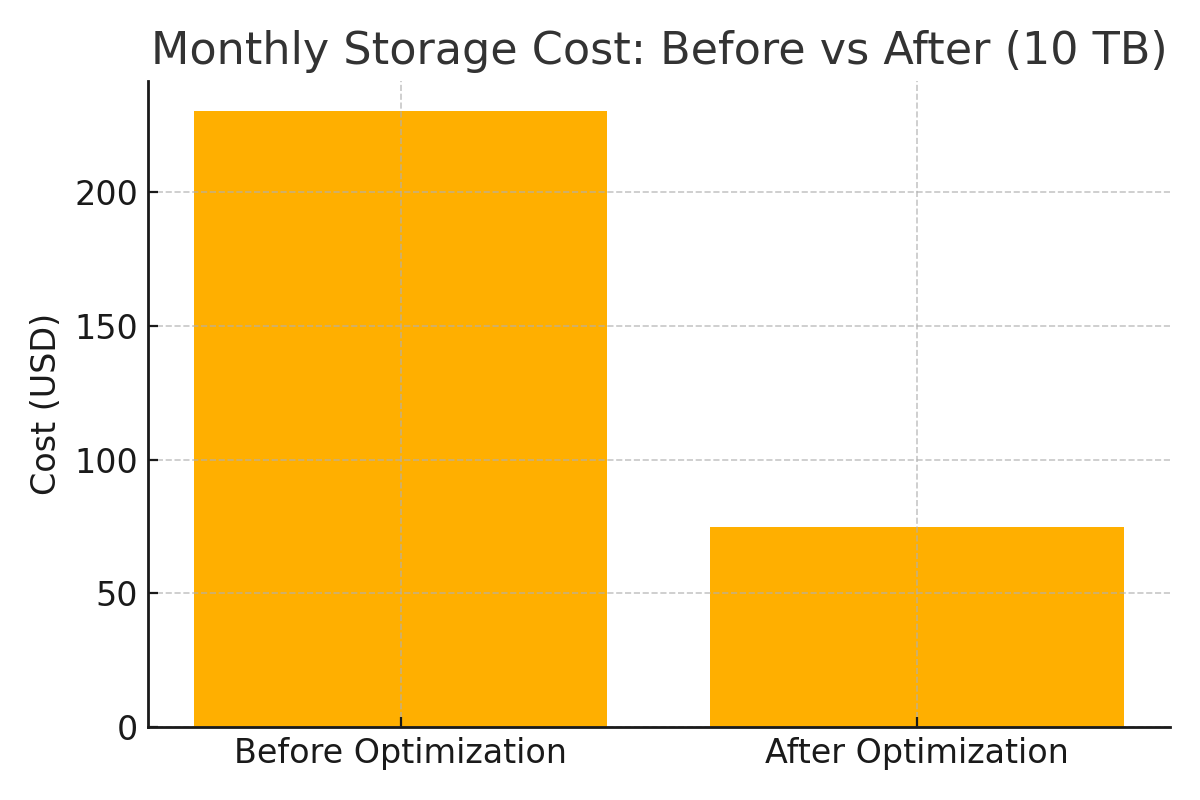 Monthly Storage Cost: Before vs After (10 TB)
Cost (USD)
200
150
100
50
0
Before Optimization
After Optimization